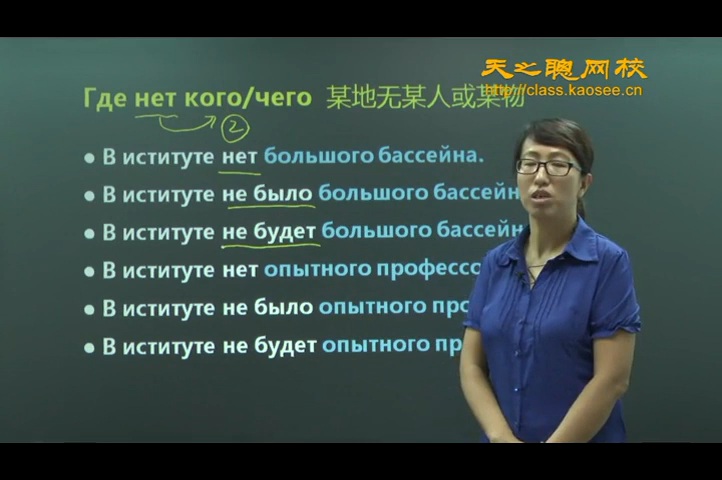 天之聪网校
http://class.kaosee.cn
Где нет кого/чего 某地无某人或某物
②
• В иституте нет большого бассейна.
• В иституте не было большого
• В иституте не будет большого
• В иституте нет опытного
• В иституте не было опытного
• В иституте не будет опытного